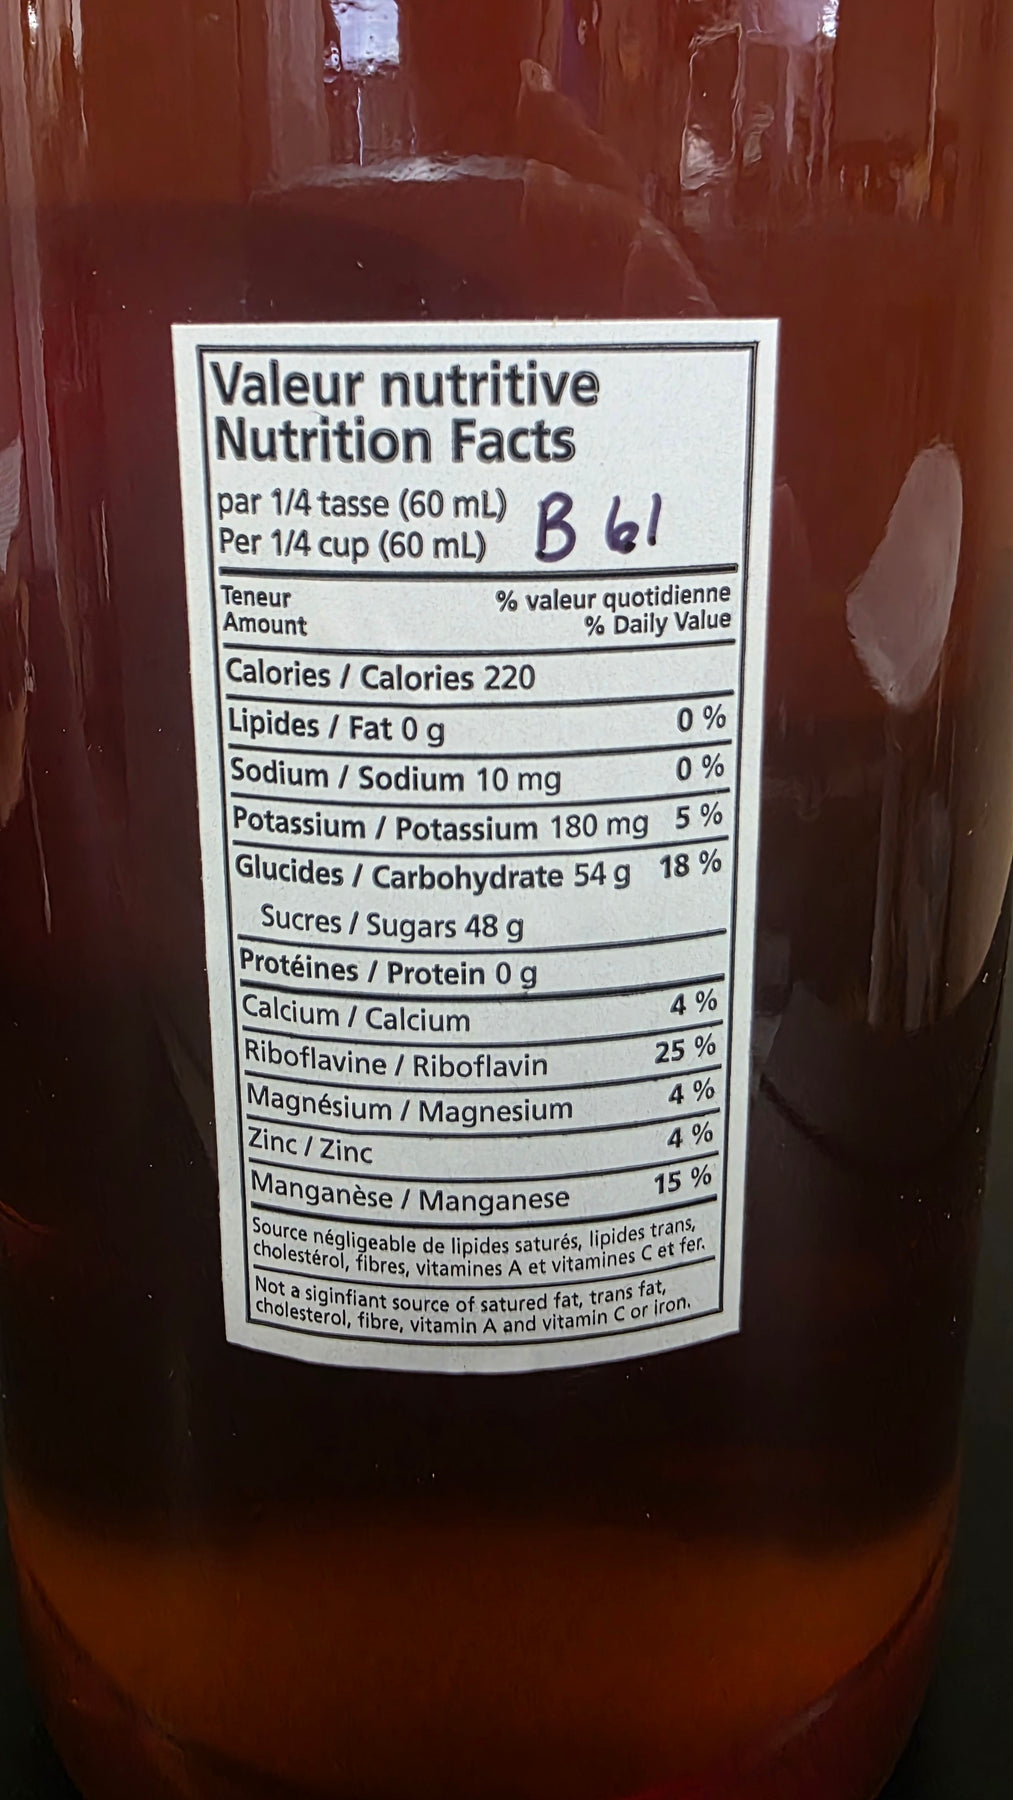 Valeur nutritive
Nutrition Facts
par 1/4 tasse (60 mL)
Per 1/4 cup (60 mL)
B 61
Teneur
Amount
% valeur quotidienne
% Daily Value
Calories / Calories 220
Lipides / Fat 0 g 0 %
Sodium / Sodium 10 mg 0 %
Potassium / Potassium 180 mg 5 %
Glucides / Carbohydrate 54 g 18 %
Sucres / Sugars 48 g
Protéines / Protein 0 g
Calcium / Calcium 4 %
Riboflavine / Riboflavin 25 %
Magnésium / Magnesium 4 %
Zinc / Zinc 4 %
Manganèse / Manganese 15 %
Source négligeable de lipides saturés, lipides trans,
cholestérol, fibres, vitamines A et vitamines C et fer.
Not a siginfiant source of satured fat, trans fat,
cholesterol, fibre, vitamin A and vitamin C or iron.